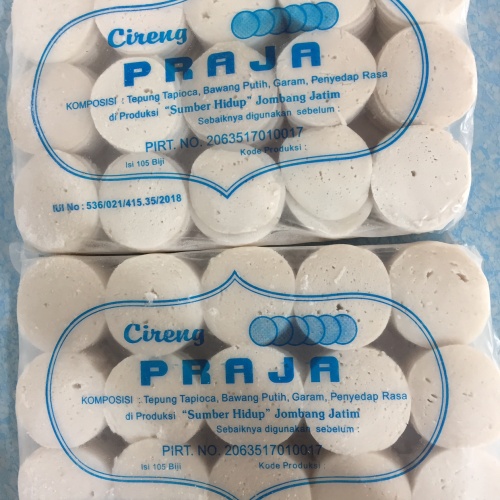 Cireng
PRAJA
KOMPOSISI : Tepung Tapioca, Bawang Putih, Garam, Penyedap Rasa
di Produksi "Sumber Hidup" Jombang Jatim
Sebaiknya digunakan sebelum :
PIRT. NO. 2063517010017
Isi 105 Biji Kode Produksi :
IUI No : 536/021/415.35/2018
Cireng
PRAJA
KOMPOSISI : Tepung Tapioca, Bawang Putih, Garam, Penyedap Rasa
di Produksi "Sumber Hidup" Jombang Jatim
Sebaiknya digunakan sebelum :
PIRT. NO. 2063517010017
Isi 105 Biji Kode Produksi